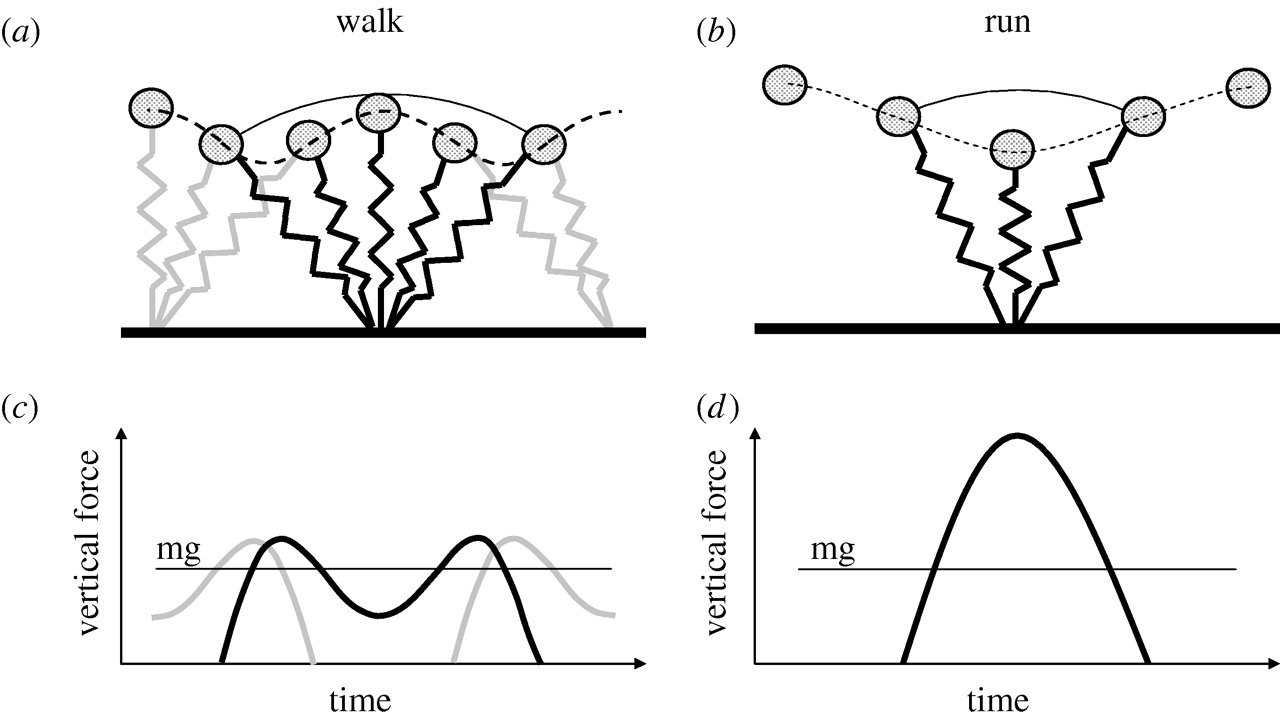 (a) walk
(b) run
(c)
vertical force
mg
time
(d)
vertical force
mg
time